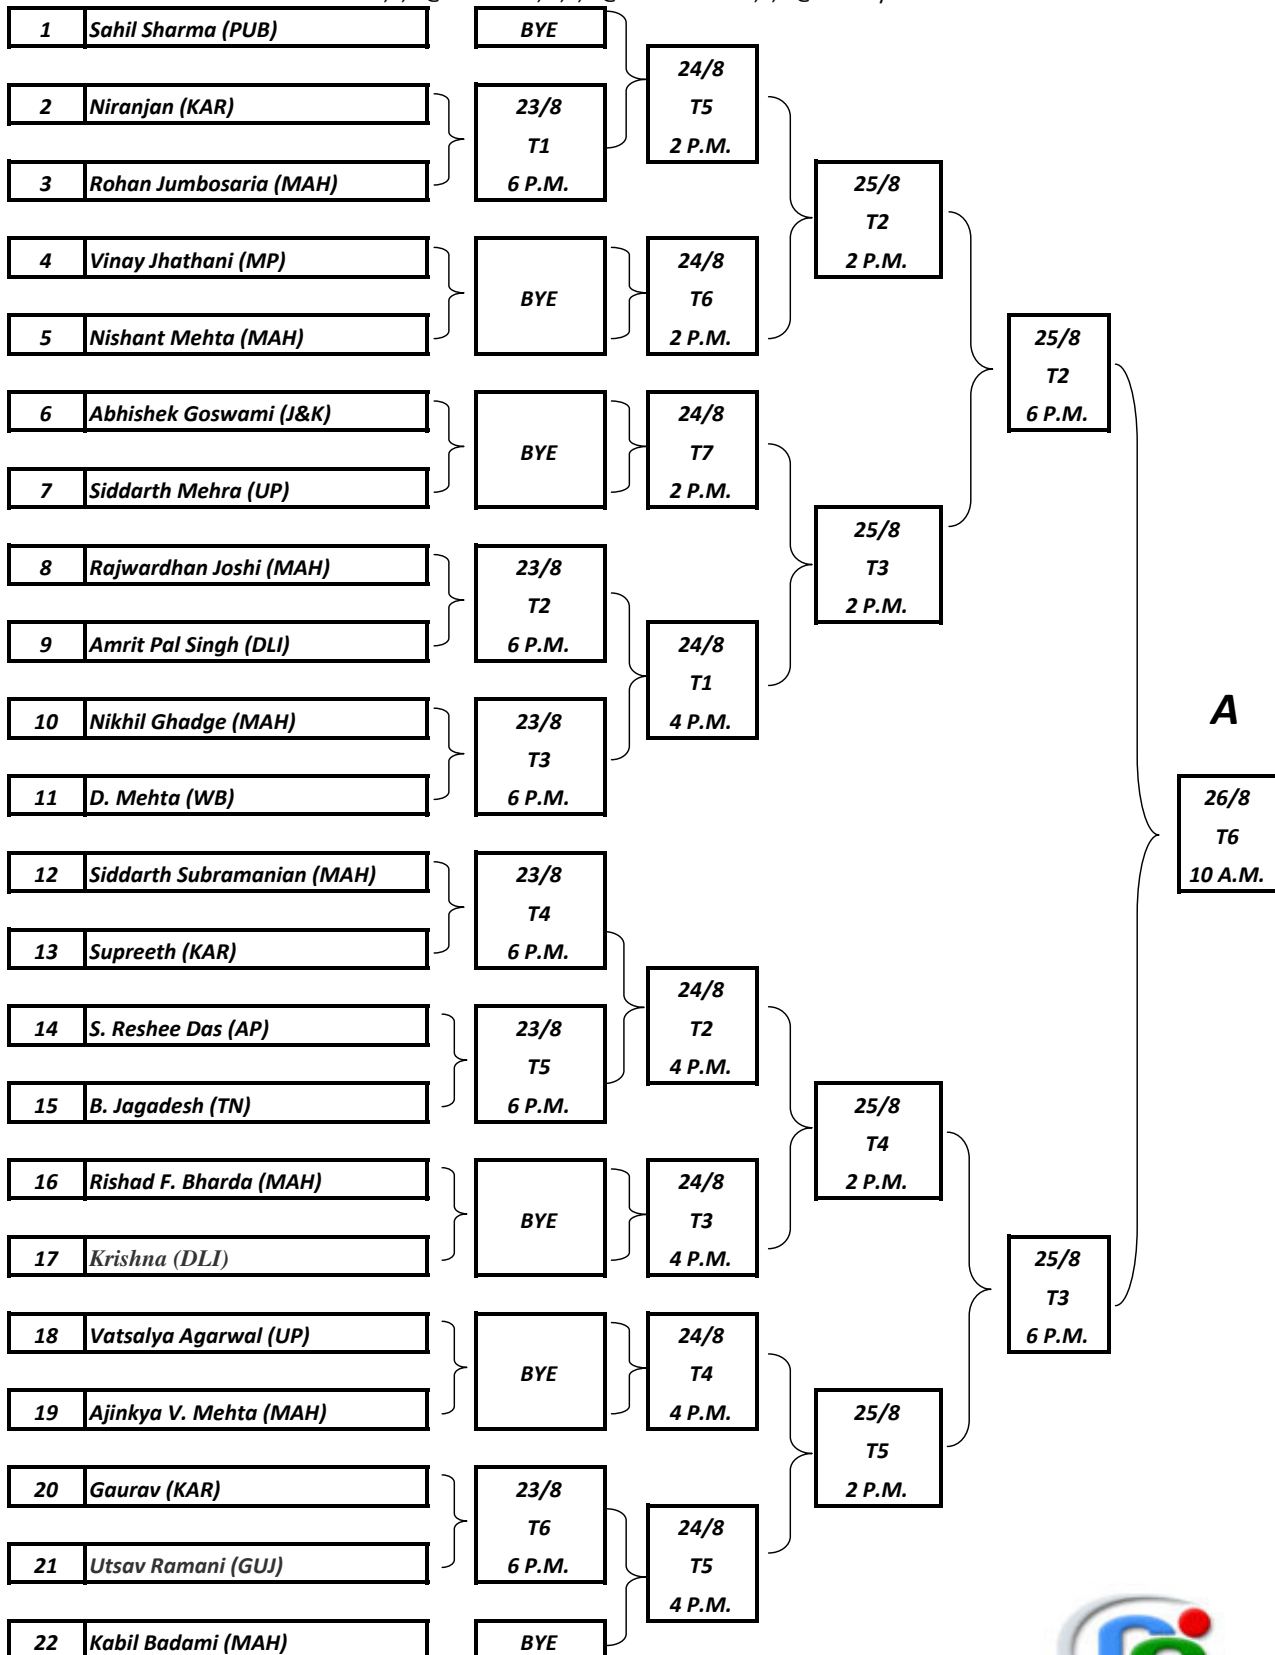 1 Sahil Sharma (PUB) BYE
24/8
2 Niranjan (KAR) 23/8 T5
T1 2 P.M.
3 Rohan Jumbosaria (MAH) 6 P.M. 25/8
T2
4 Vinay Jhathani (MP) 24/8 2 P.M.
BYE T6
5 Nishant Mehta (MAH) 2 P.M. 25/8
T2
6 Abhishek Goswami (J&K) 24/8 6 P.M.
BYE T7
7 Siddarth Mehra (UP) 2 P.M.
25/8
8 Rajwardhan Joshi (MAH) 23/8 T3
T2 2 P.M.
9 Amrit Pal Singh (DLI) 6 P.M. 24/8
T1
10 Nikhil Ghadge (MAH) 23/8 4 P.M. A
T3
11 D. Mehta (WB) 6 P.M. 26/8
T6
12 Siddarth Subramanian (MAH) 23/8 10 A.M.
T4
13 Supreeth (KAR) 6 P.M.
24/8
14 S. Reshee Das (AP) 23/8 T2
T5 4 P.M.
15 B. Jagadesh (TN) 6 P.M. 25/8
T4
16 Rishad F. Bharda (MAH) 24/8 2 P.M.
BYE T3
17 Krishna (DLI) 4 P.M. 25/8
T3
18 Vatsalya Agarwal (UP) 24/8 6 P.M.
BYE T4
19 Ajinkya V. Mehta (MAH) 4 P.M. 25/8
T5
20 Gaurav (KAR) 23/8 2 P.M.
T6 24/8
21 Utsav Ramani (GUJ) 6 P.M. T5
4 P.M.
22 Kabil Badami (MAH) BYE